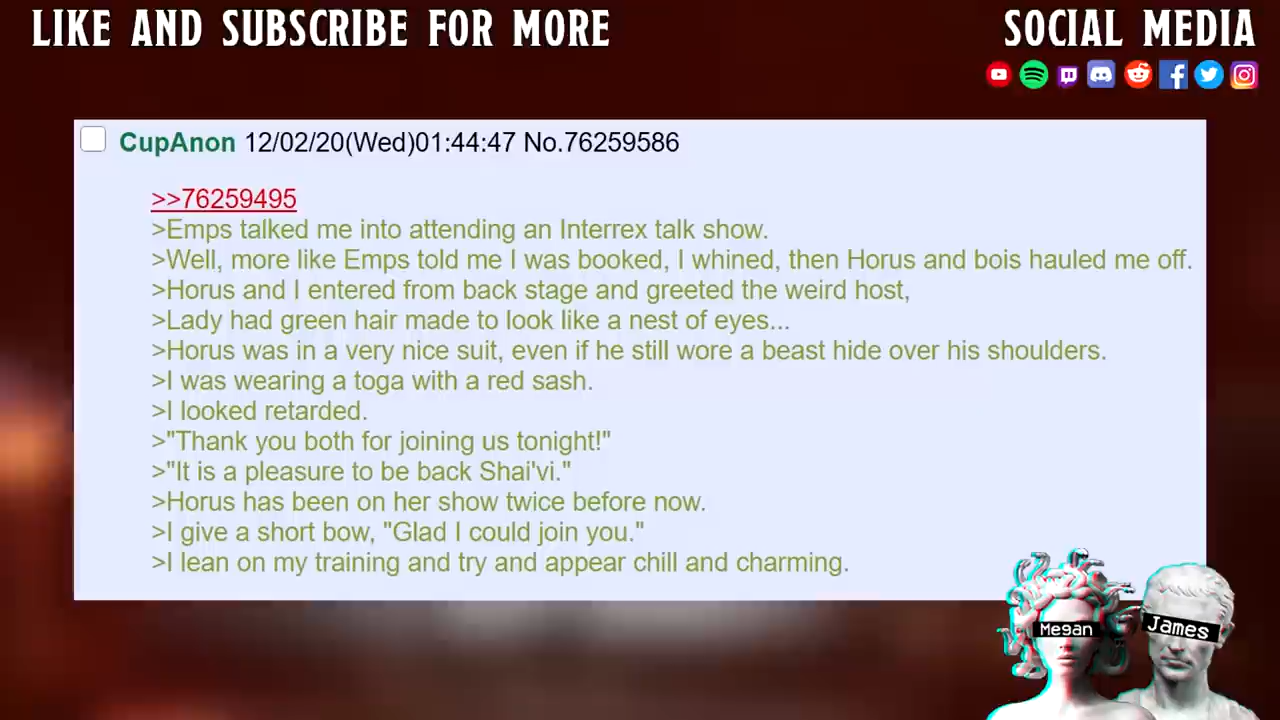 LIKE AND SUBSCRIBE FOR MORE
SOCIAL MEDIA
CupAnon 12/02/20(Wed)01:44:47 No.76259586
>>76259495
>Emps talked me into attending an Interrex talk show.
>Well, more like Emps told me I was booked, I whined, then Horus and bois hauled me off.
>Horus and I entered from back stage and greeted the weird host,
>Lady had green hair made to look like a nest of eyes...
>Horus was in a very nice suit, even if he still wore a beast hide over his shoulders.
>I was wearing a toga with a red sash.
>I looked retarded.
>"Thank you both for joining us tonight!"
>"It is a pleasure to be back Shai'vi."
>Horus has been on her show twice before now.
>I give a short bow, "Glad I could join you."
>I lean on my training and try and appear chill and charming.
Megan
James